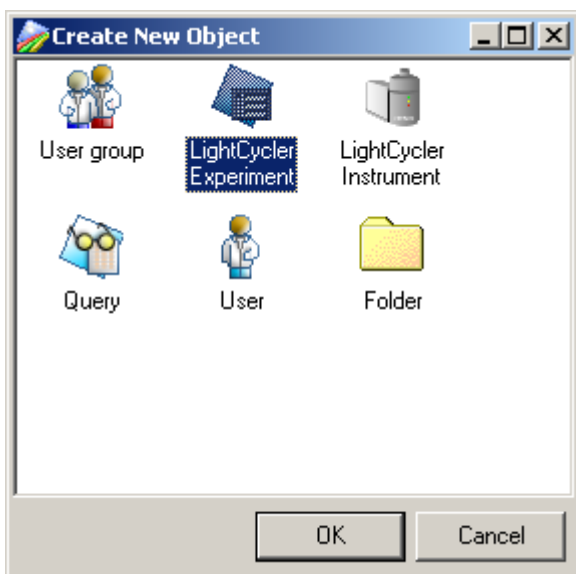 Create New Object
User group
LightCycler
Experiment
LightCycler
Instrument
Query
User
Folder
OK
Cancel